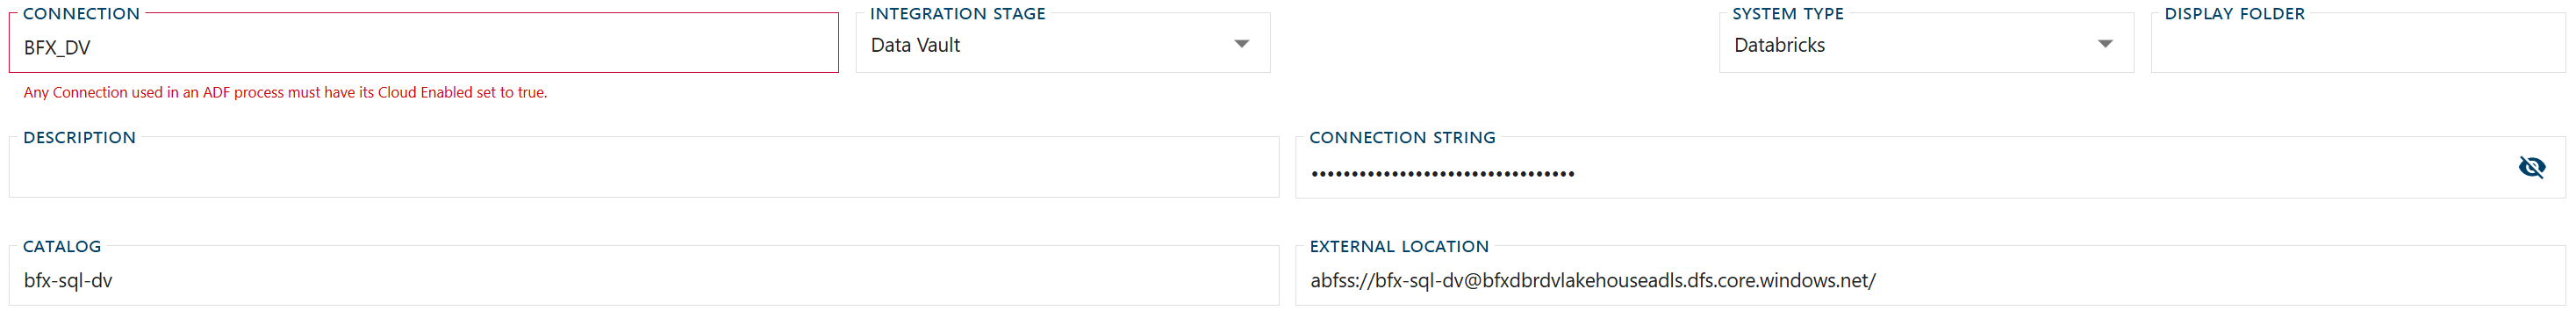 CONNECTION
BFX_DV
Any Connection used in an ADF process must have its Cloud Enabled set to true.
INTEGRATION STAGE
Data Vault
SYSTEM TYPE
Databricks
DISPLAY FOLDER
DESCRIPTION
CONNECTION STRING
•••••••••••••••••••••••••••••••••
CATALOG
bfx-sql-dv
EXTERNAL LOCATION
abfss://bfx-sql-dv@bfxdbrdvlakehouseadls.dfs.core.windows.net/